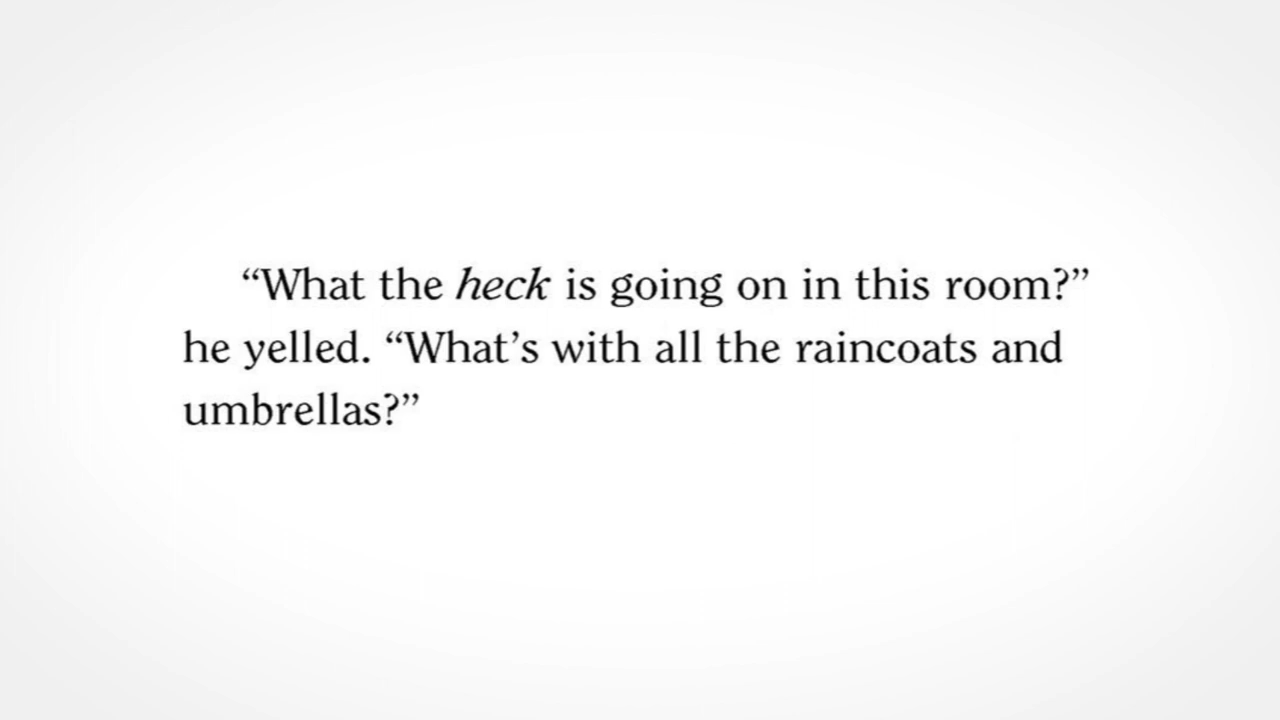 “What the heck is going on in this room?”
he yelled. “What’s with all the raincoats and
umbrellas?”